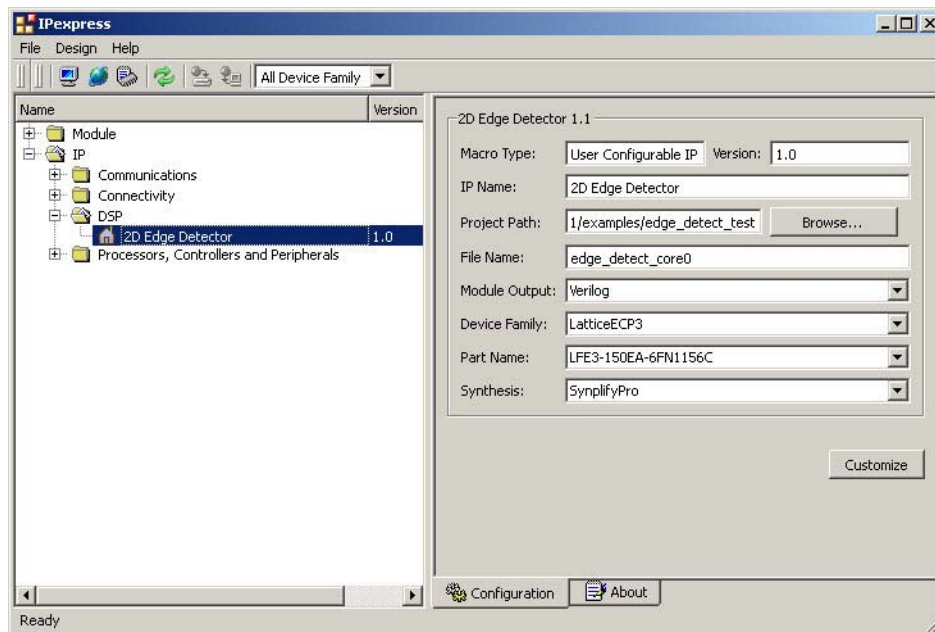 IPexpress
File Design Help
All Device Family
Name Version
Module
IP
Communications
Connectivity
DSP
2D Edge Detector 1.0
Processors, Controllers and Peripherals
2D Edge Detector 1.1
Macro Type: User Configurable IP Version: 1.0
IP Name: 2D Edge Detector
Project Path: 1/examples/edge_detect_test Browse...
File Name: edge_detect_core0
Module Output: Verilog
Device Family: LatticeECP3
Part Name: LFE3-150EA-6FN1156C
Synthesis: SynplifyPro
Customize
Configuration About
Ready